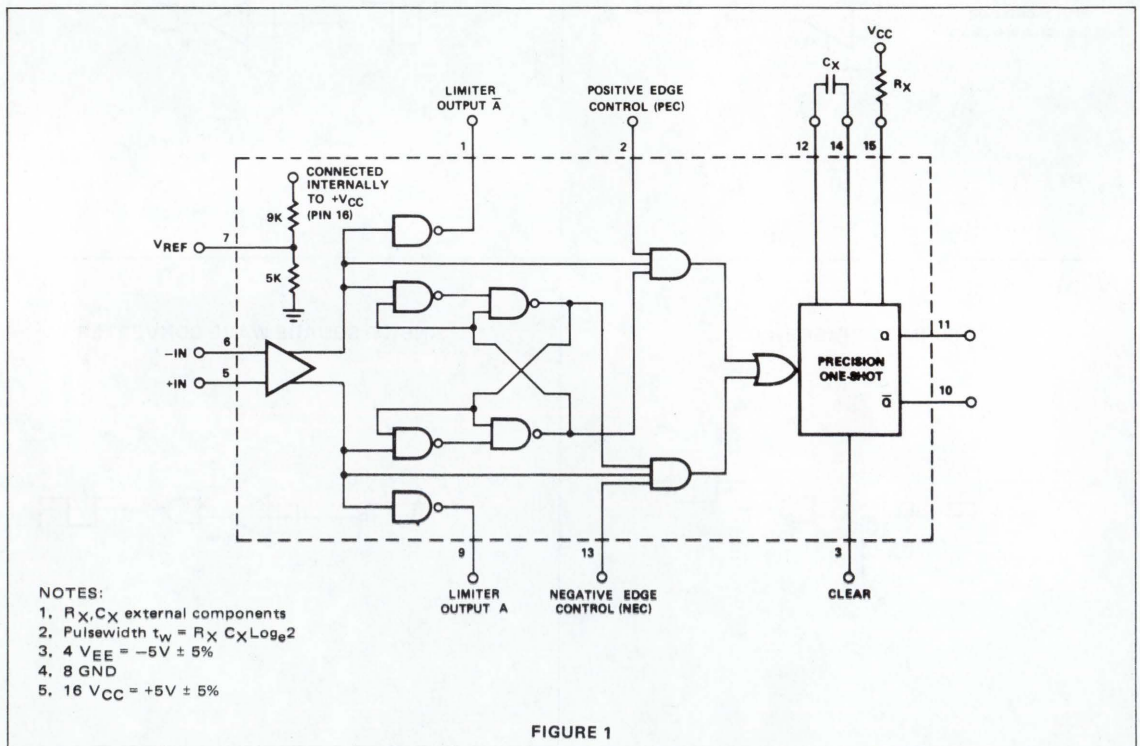 VCC
CX
RX
LIMITER
OUTPUT A̅
POSITIVE EDGE
CONTROL (PEC)
1
2
12
14
15
CONNECTED
INTERNALLY
TO +VCC
(PIN 16)
9K
7
VREF
5K
-IN
6
+IN
5
Q
11
PRECISION
ONE-SHOT
Q̅
10
9
13
3
LIMITER
OUTPUT A
NEGATIVE EDGE
CONTROL (NEC)
CLEAR
NOTES:
1. RX,CX external components
2. Pulsewidth tw = RX CXLoge2
3. 4 VEE = −5V ± 5%
4. 8 GND
5. 16 VCC = +5V ± 5%
FIGURE 1